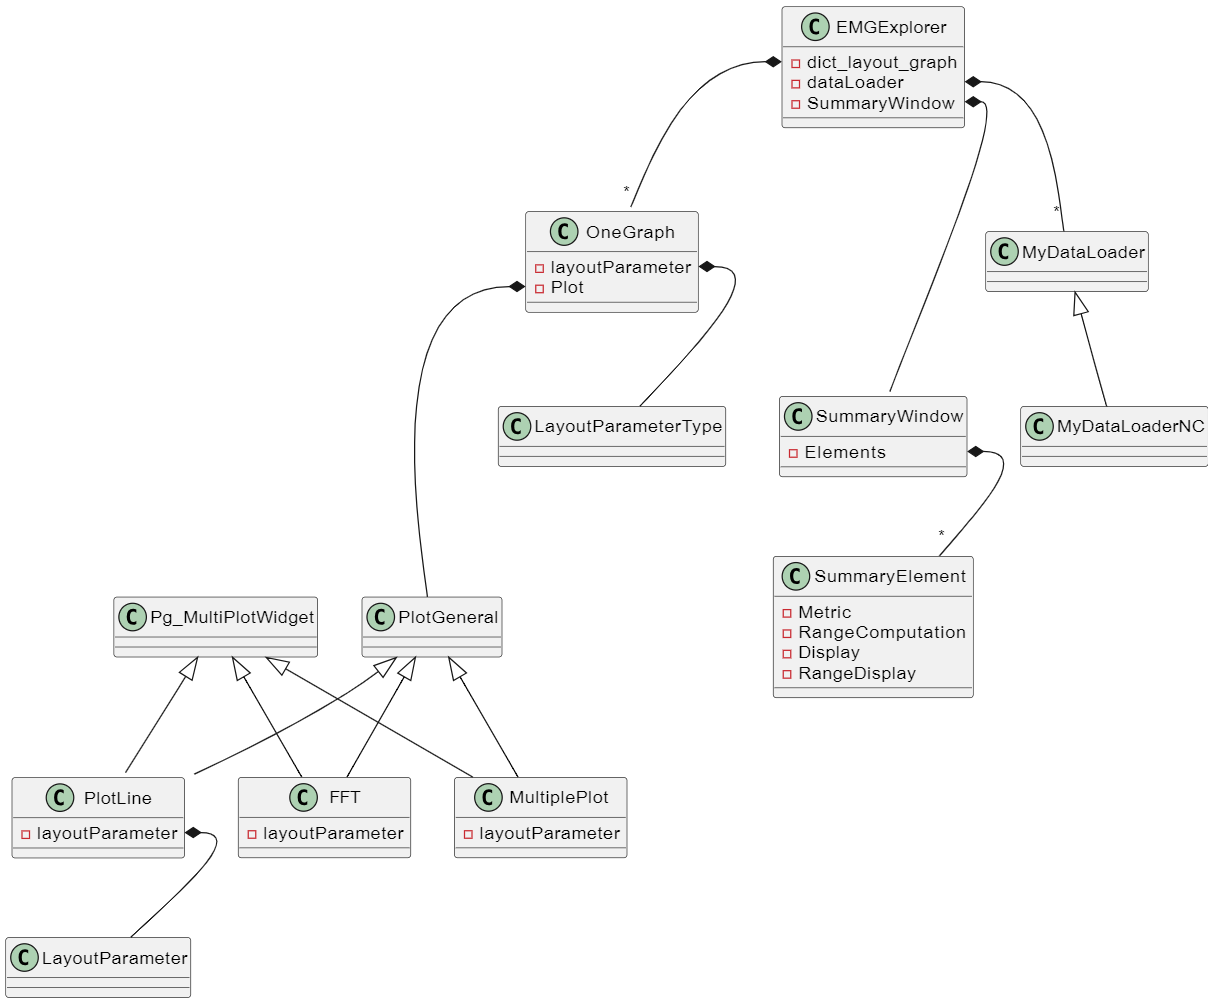 C EMGExplorer
dict_layout_graph
dataLoader
SummaryWindow
*
*
C OneGraph
layoutParameter
Plot
C MyDataLoader
C LayoutParameterType
C SummaryWindow
Elements
C MyDataLoaderNC
*
C SummaryElement
Metric
RangeComputation
Display
RangeDisplay
C Pg_MultiPlotWidget
C PlotGeneral
C PlotLine
layoutParameter
C FFT
layoutParameter
C MultiplePlot
layoutParameter
C LayoutParameter